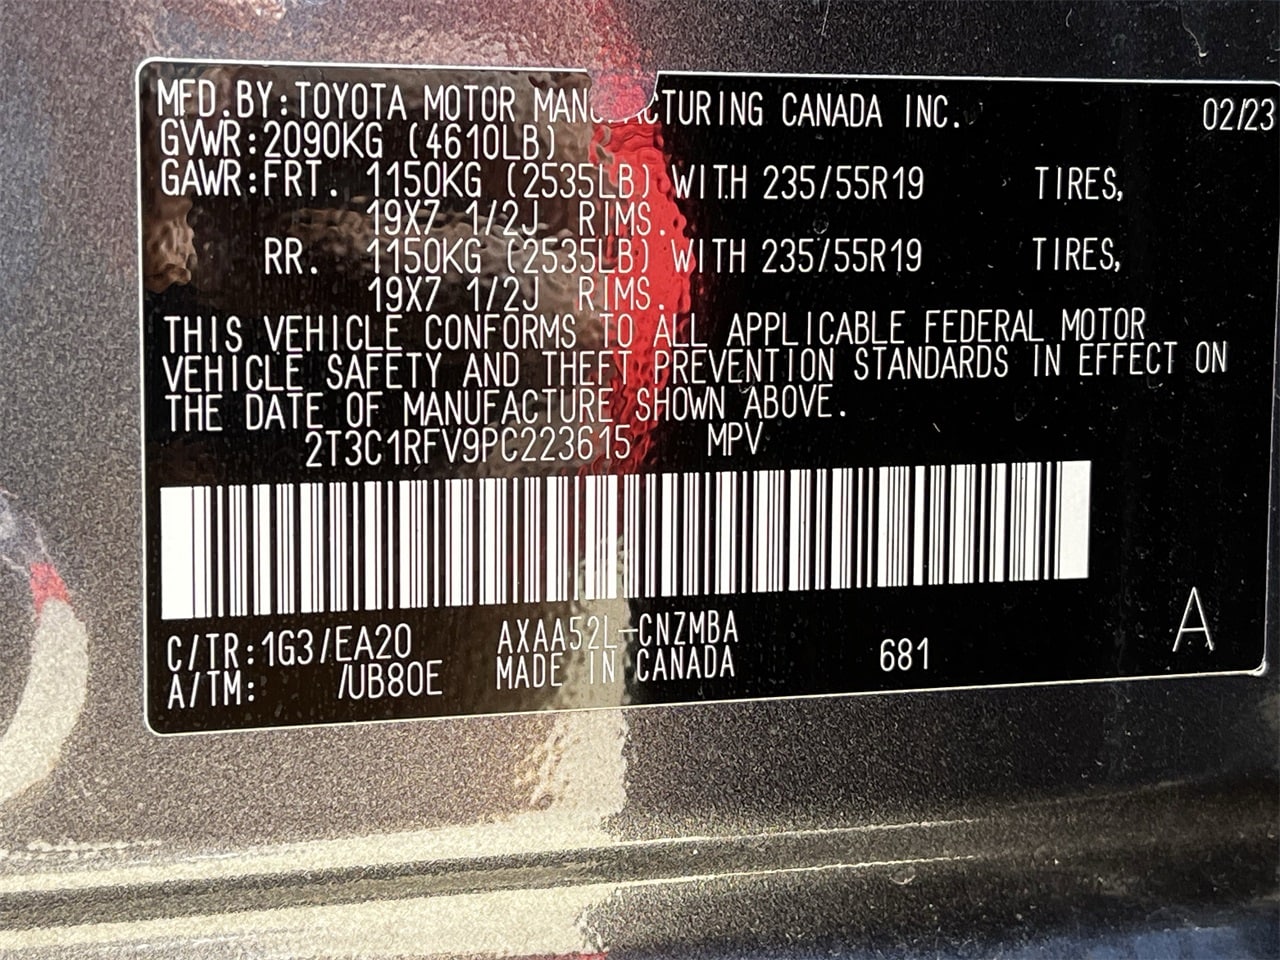 MFD.BY:TOYOTA MOTOR MANUFACTURING CANADA INC. 02/23
GVWR:2090KG (4610LB)
GAWR:FRT. 1150KG (2535LB) WITH 235/55R19 TIRES,
19X7 1/2J RIMS.
RR. 1150KG (2535LB) WITH 235/55R19 TIRES,
19X7 1/2J RIMS.
THIS VEHICLE CONFORMS TO ALL APPLICABLE FEDERAL MOTOR
VEHICLE SAFETY AND THEFT PREVENTION STANDARDS IN EFFECT ON
THE DATE OF MANUFACTURE SHOWN ABOVE.
2T3C1RFV9PC223615 MPV
C/TR:1G3/EA20 AXAA52L-CNZMBA
A/TM: /UB80E MADE IN CANADA 681 A